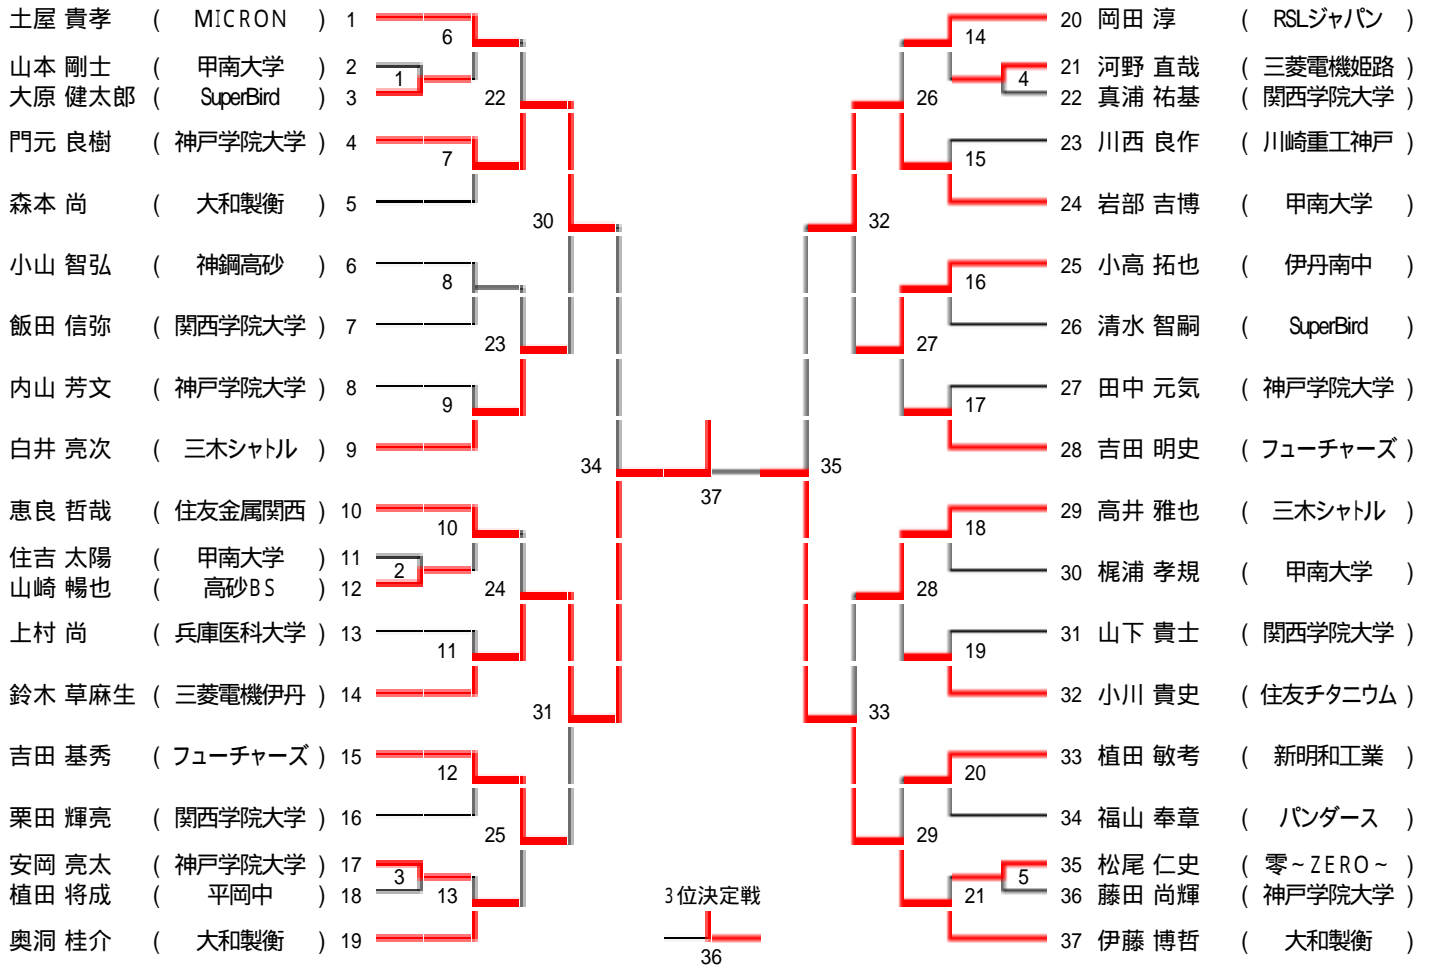 土屋 貴孝 ( MICRON ) 1
山本 剛士 ( 甲南大学 ) 2
大原 健太郎 ( SuperBird ) 3
門元 良樹 ( 神戸学院大学 ) 4
森本 尚 ( 大和製衡 ) 5
小山 智弘 ( 神鋼高砂 ) 6
飯田 信弥 ( 関西学院大学 ) 7
内山 芳文 ( 神戸学院大学 ) 8
白井 亮次 ( 三木シャトル ) 9
恵良 哲哉 ( 住友金属関西 ) 10
住吉 太陽 ( 甲南大学 ) 11
山崎 暢也 ( 高砂BS ) 12
上村 尚 ( 兵庫医科大学 ) 13
鈴木 草麻生 ( 三菱電機伊丹 ) 14
吉田 基秀 ( フューチャーズ ) 15
栗田 輝亮 ( 関西学院大学 ) 16
安岡 亮太 ( 神戸学院大学 ) 17
植田 将成 ( 平岡中 ) 18
奥洞 桂介 ( 大和製衡 ) 19
6
1
7
8
9
10
2
11
12
3
13
22
23
24
25
30
31
34
37
3位決定戦
36
35
32
33
26
27
28
29
14
4
15
16
17
18
19
20
5
21
20 岡田 淳 ( RSLジャパン )
21 河野 直哉 ( 三菱電機姫路 )
22 真浦 祐基 ( 関西学院大学 )
23 川西 良作 ( 川崎重工神戸 )
24 岩部 吉博 ( 甲南大学 )
25 小高 拓也 ( 伊丹南中 )
26 清水 智嗣 ( SuperBird )
27 田中 元気 ( 神戸学院大学 )
28 吉田 明史 ( フューチャーズ )
29 高井 雅也 ( 三木シャトル )
30 梶浦 孝規 ( 甲南大学 )
31 山下 貴士 ( 関西学院大学 )
32 小川 貴史 ( 住友チタニウム )
33 植田 敏考 ( 新明和工業 )
34 福山 奉章 ( パンダース )
35 松尾 仁史 ( 零~ZERO~ )
36 藤田 尚輝 ( 神戸学院大学 )
37 伊藤 博哲 ( 大和製衡 )